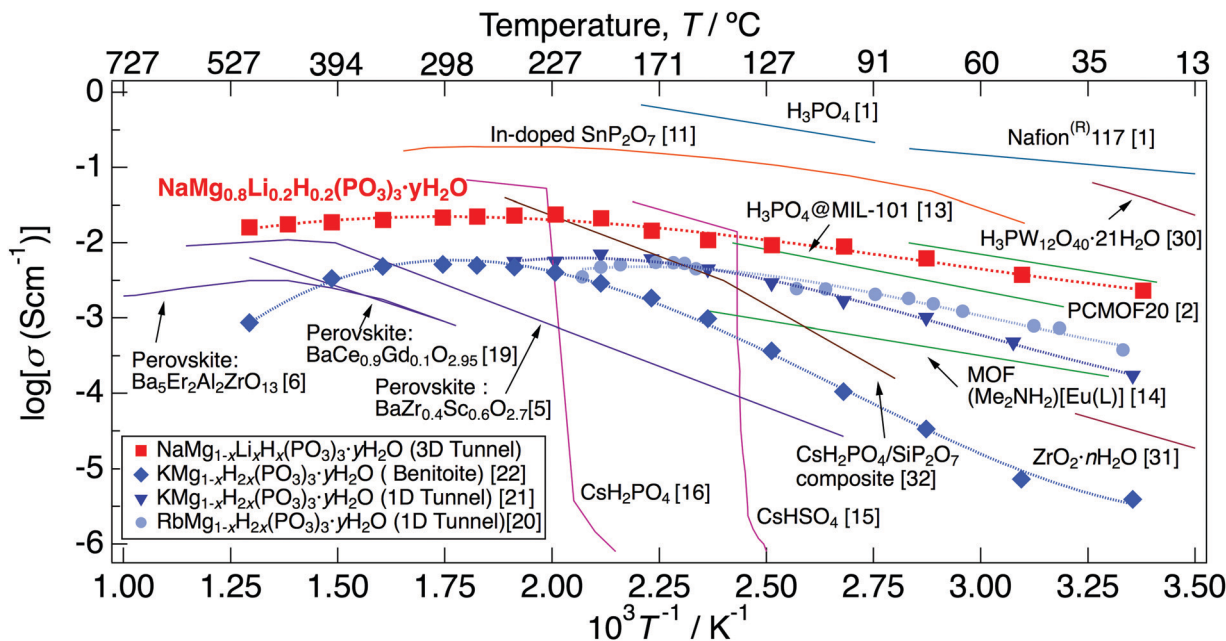 Temperature, T / ºC
727 527 394 298 227 171 127 91 60 35 13
0
-1
-2
-3
-4
-5
-6
log[σ (Scm⁻¹)]
H₃PO₄ [1]
In-doped SnP₂O₇ [11]
Nafion⁽ᴿ⁾117 [1]
NaMg₀.₈Li₀.₂H₀.₂(PO₃)₃·yH₂O
H₃PO₄@MIL-101 [13]
H₃PW₁₂O₄₀·21H₂O [30]
PCMOF20 [2]
Perovskite:
BaCe₀.₉Gd₀.₁O₂.₉₅ [19]
Perovskite:
Ba₅Er₂Al₂ZrO₁₃ [6]
Perovskite :
BaZr₀.₄Sc₀.₆O₂.₇[5]
MOF
(Me₂NH₂)[Eu(L)] [14]
CsH₂PO₄/SiP₂O₇
composite [32]
ZrO₂·nH₂O [31]
CsH₂PO₄ [16]
CsHSO₄ [15]
NaMg₁₋ₓLiₓHₓ(PO₃)₃·yH₂O (3D Tunnel)
KMg₁₋ₓH₂ₓ(PO₃)₃·yH₂O ( Benitoite) [22]
KMg₁₋ₓH₂ₓ(PO₃)₃·yH₂O (1D Tunnel) [21]
RbMg₁₋ₓH₂ₓ(PO₃)₃·yH₂O (1D Tunnel)[20]
1.00 1.25 1.50 1.75 2.00 2.25 2.50 2.75 3.00 3.25 3.50
10³T⁻¹ / K⁻¹